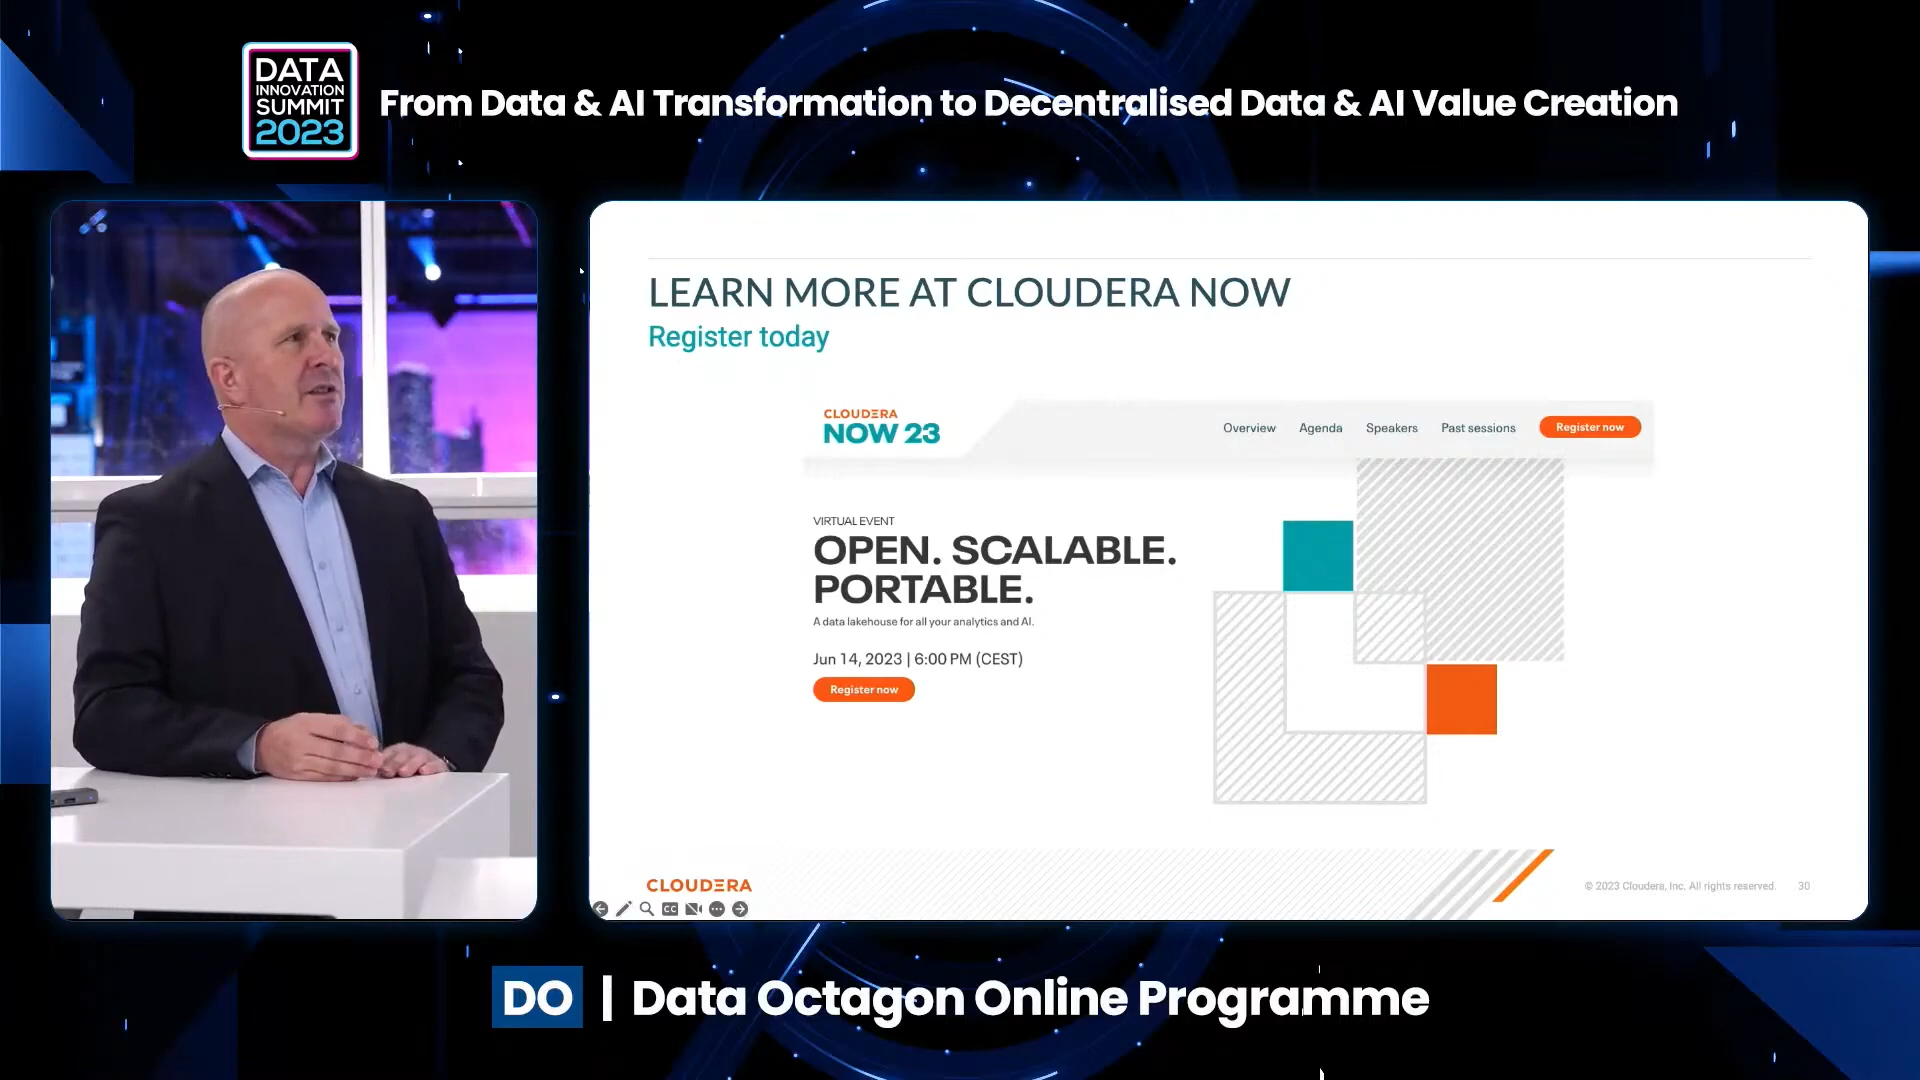 DATA
INNOVATION
SUMMIT
2023
From Data & AI Transformation to Decentralised Data & AI Value Creation
LEARN MORE AT CLOUDERA NOW
Register today
CLOUDERA
NOW 23
Overview
Agenda
Speakers
Past sessions
Register now
VIRTUAL EVENT
OPEN. SCALABLE.
PORTABLE.
A data lakehouse for all your analytics and AI.
Jun 14, 2023 | 6:00 PM (CEST)
Register now
CLOUDERA
© 2023 Cloudera, Inc. All rights reserved.
30
CC
DO | Data Octagon Online Programme